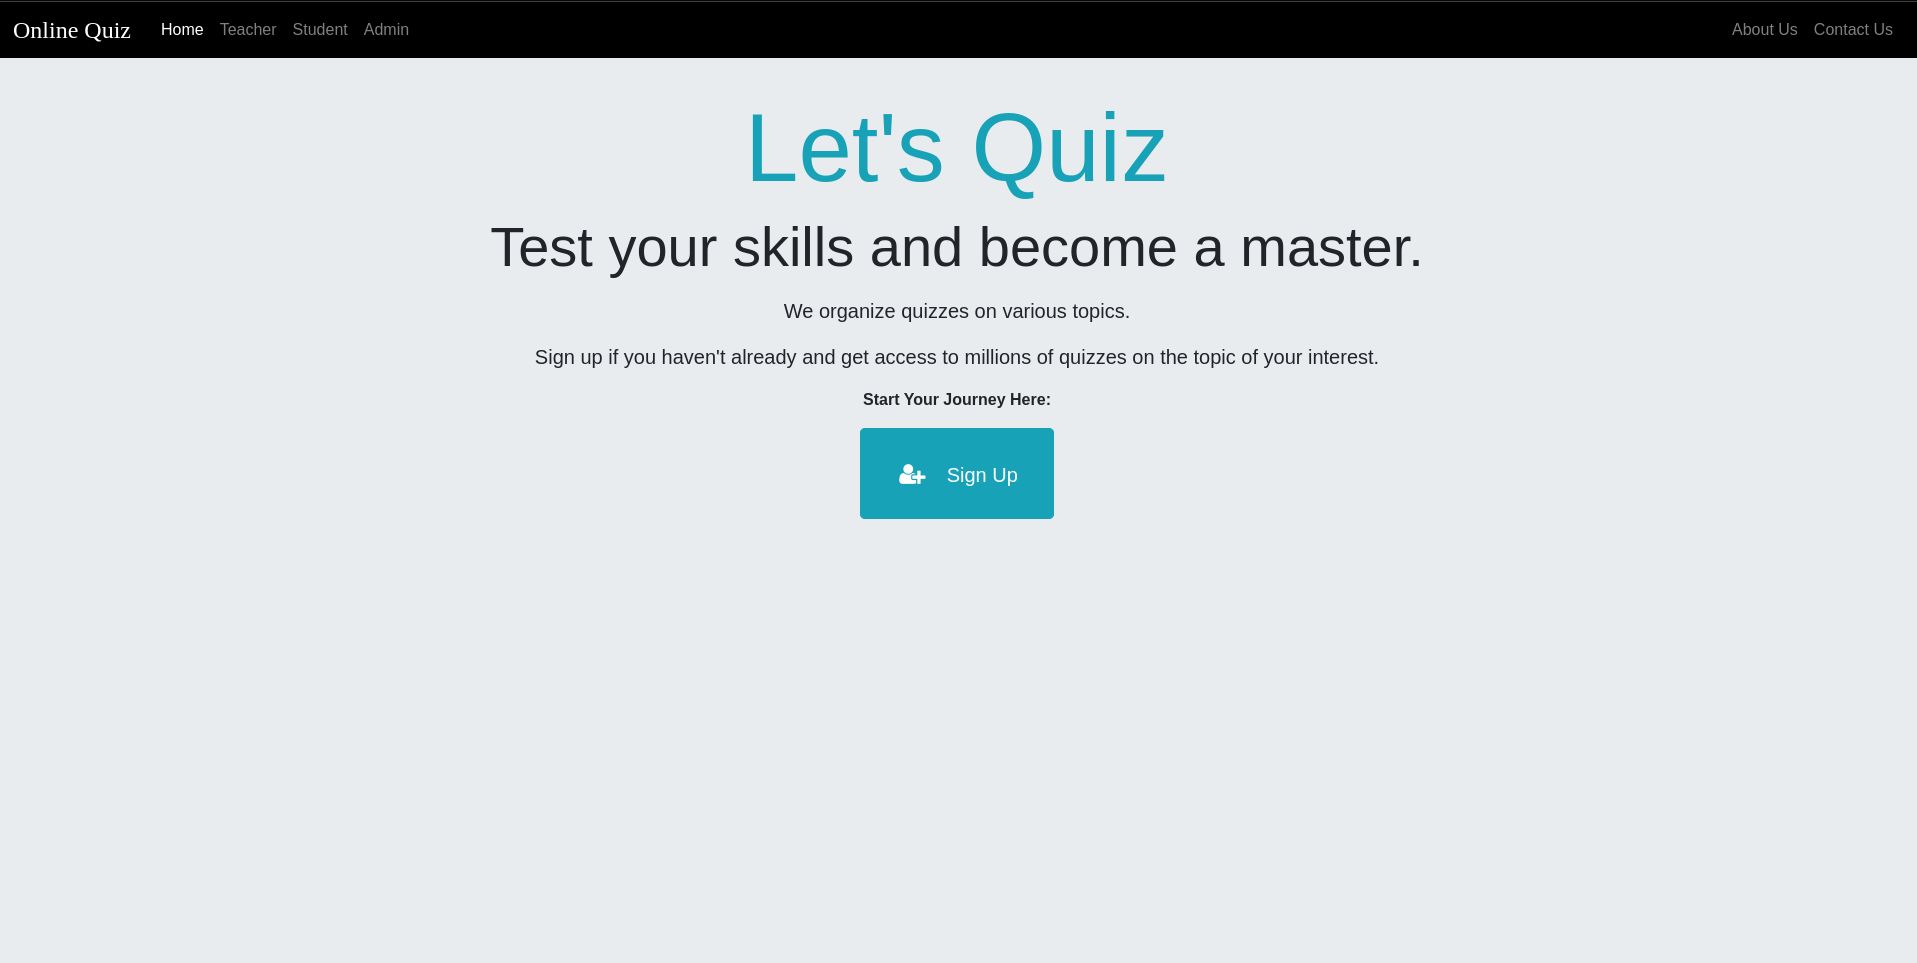 Online Quiz Home Teacher Student Admin About Us Contact Us
Let's Quiz
Test your skills and become a master.
We organize quizzes on various topics.
Sign up if you haven't already and get access to millions of quizzes on the topic of your interest.
Start Your Journey Here:
Sign Up